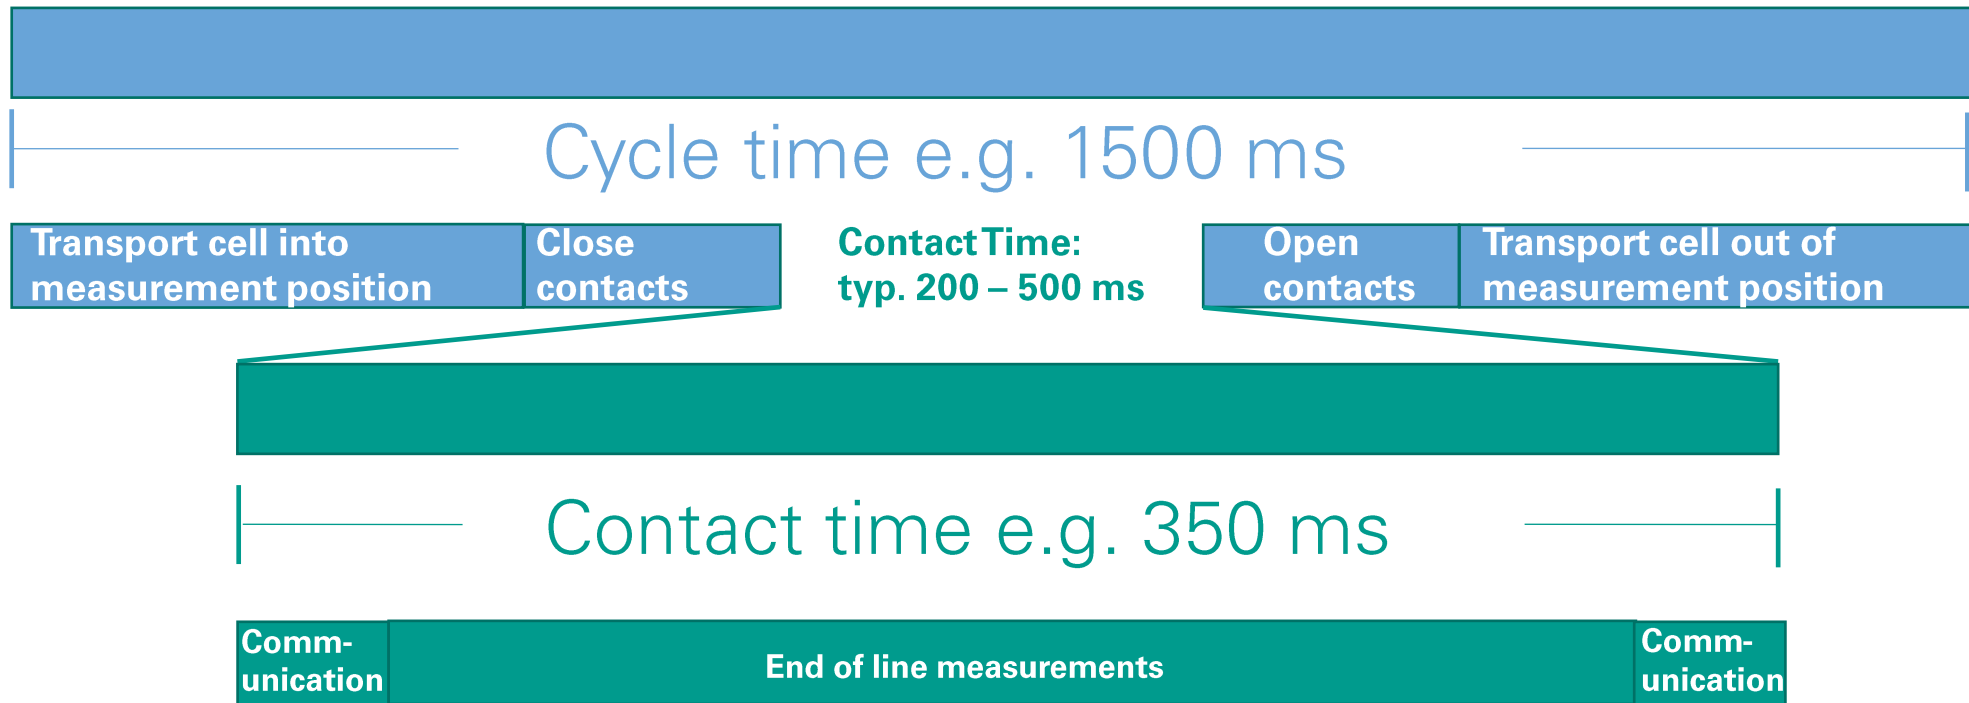 Cycle time e.g. 1500 ms
Transport cell into
measurement position
Close
contacts
Contact Time:
typ. 200 – 500 ms
Open
contacts
Transport cell out of
measurement position
Contact time e.g. 350 ms
Comm-
unication
End of line measurements
Comm-
unication